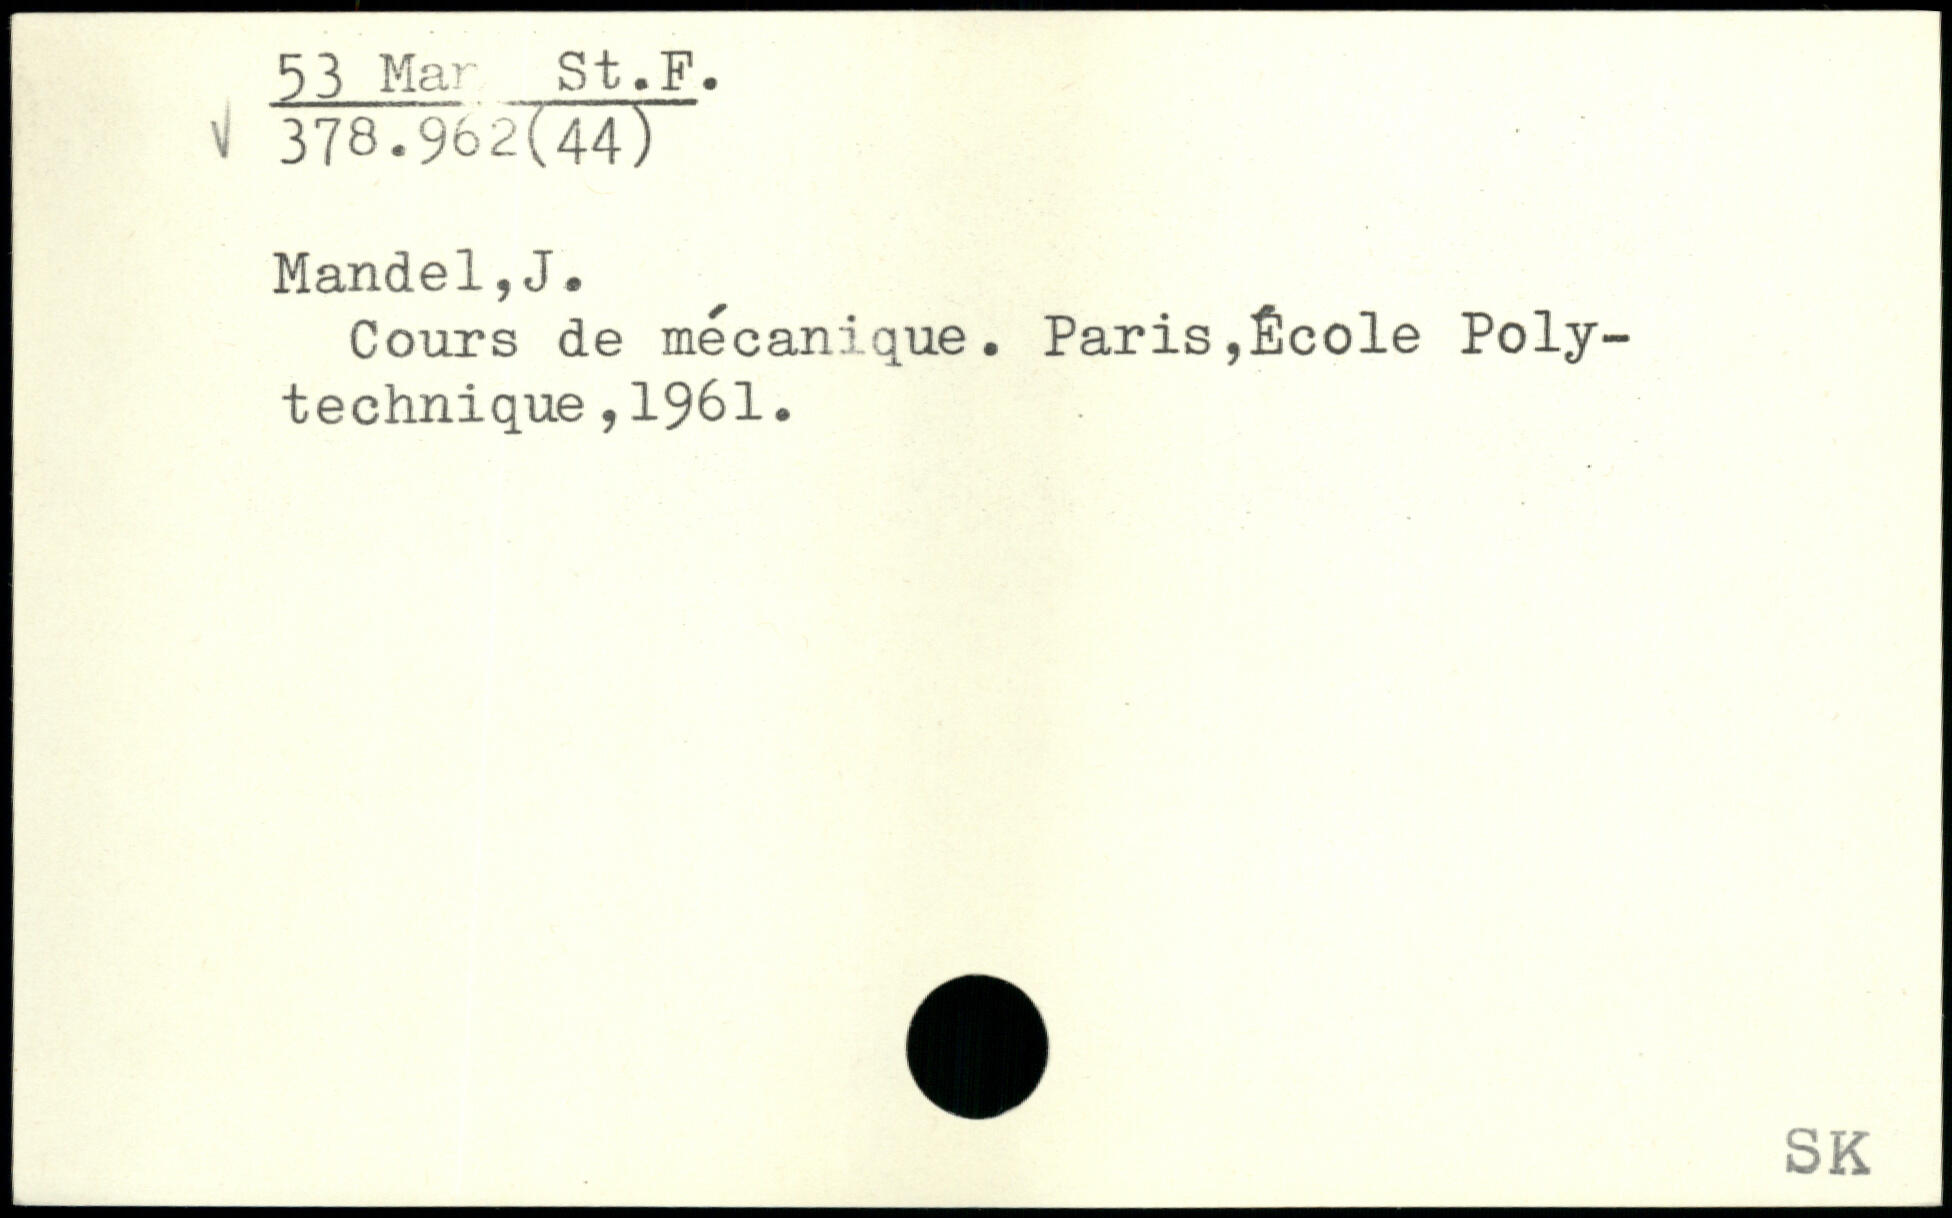 53 Mar St.F.
√ 378.962(44)
Mandel,J.
Cours de mécanique. Paris,École Poly-
technique,1961.
SK